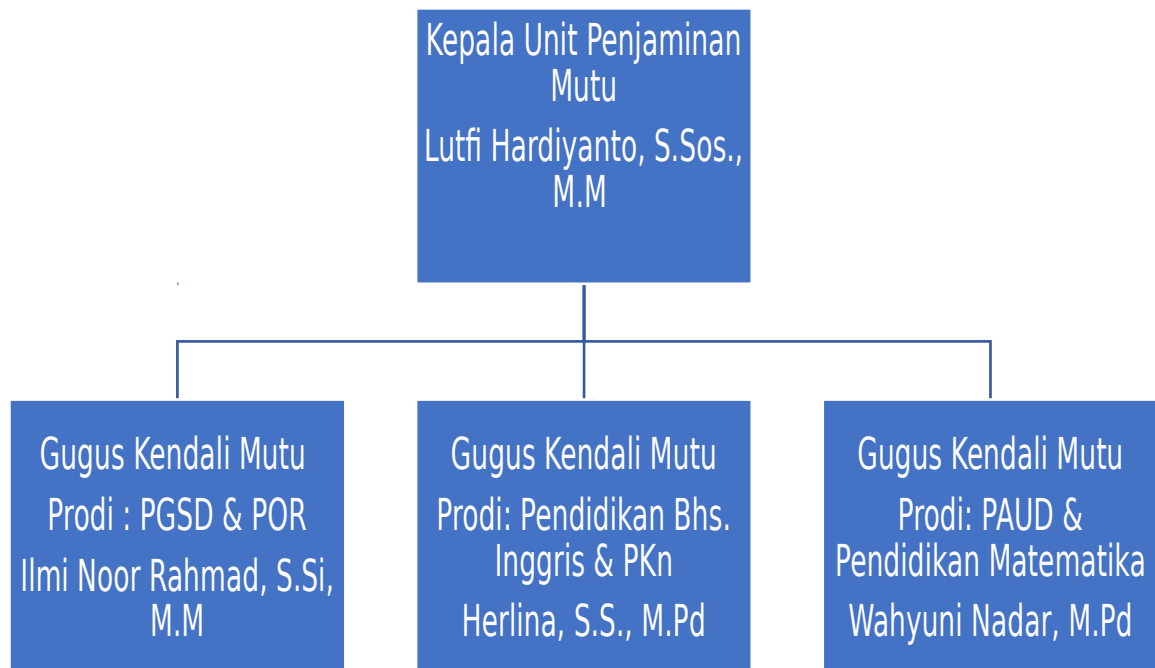 Kepala Unit Penjaminan
Mutu
Lutfi Hardiyanto, S.Sos.,
M.M
Gugus Kendali Mutu
Prodi : PGSD & POR
Ilmi Noor Rahmad, S.Si,
M.M
Gugus Kendali Mutu
Prodi: Pendidikan Bhs.
Inggris & PKn
Herlina, S.S., M.Pd
Gugus Kendali Mutu
Prodi: PAUD &
Pendidikan Matematika
Wahyuni Nadar, M.Pd